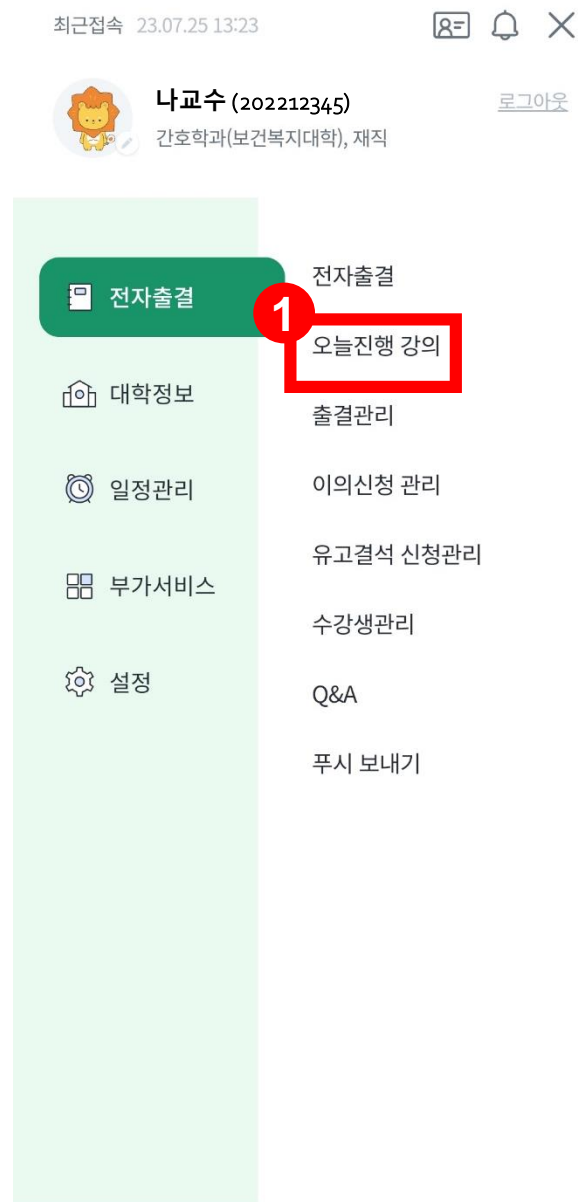 최근접속 23.07.25 13:23
나교수 (202212345)
로그아웃
간호학과(보건복지대학), 재직
전자출결
대학정보
일정관리
부가서비스
설정
전자출결
1
오늘진행 강의
출결관리
이의신청 관리
유고결석 신청관리
수강생관리
Q&A
푸시 보내기